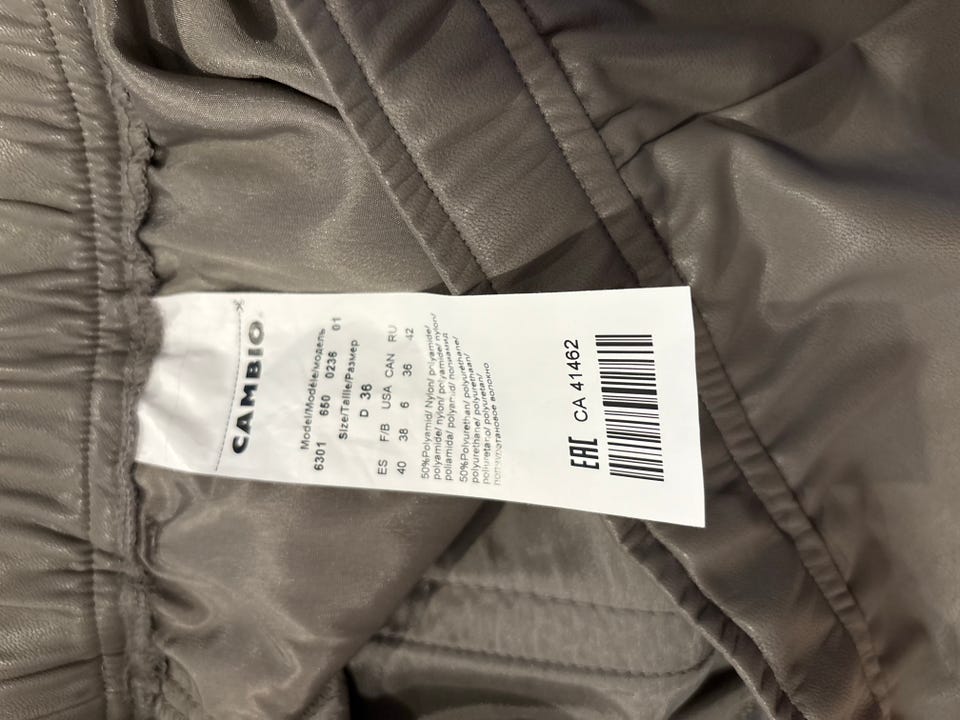 CAMBIO®
Model/Modèle/модель
6301 650 0236 01
Size/Taille/Размер
D 36
ES F/B USA CAN RU
40 38 6 36 42
50%Polyamid/ Nylon/ polyamide/
polyamide/ nylon/ polyamide/ nylon/
poliamida/ polyamid/ полиамид
50%Polyurethan/ polyurethane/
polyurethane/ polyurethaan/
poliuretano/ poliuretan/
полиуретановое волокно
EAC
CA 41462